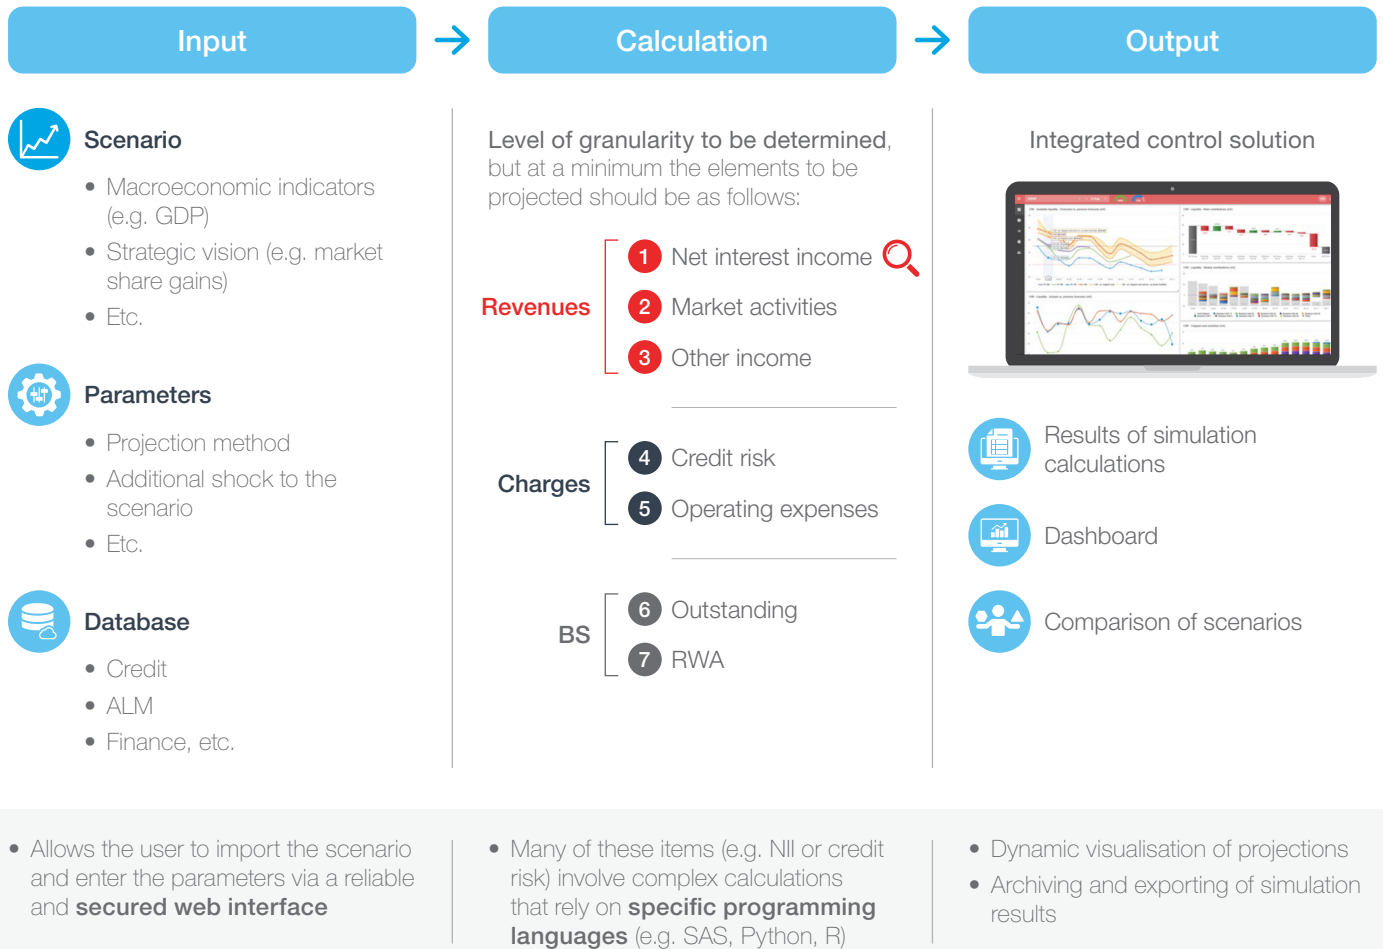 Input
Calculation
Output
Scenario
• Macroeconomic indicators
(e.g. GDP)
• Strategic vision (e.g. market
share gains)
• Etc.
Parameters
• Projection method
• Additional shock to the
scenario
• Etc.
Database
• Credit
• ALM
• Finance, etc.
Level of granularity to be determined,
but at a minimum the elements to be
projected should be as follows:
Revenues
1 Net interest income
2 Market activities
3 Other income
Charges
4 Credit risk
5 Operating expenses
BS
6 Outstanding
7 RWA
Integrated control solution
Results of simulation
calculations
Dashboard
Comparison of scenarios
• Allows the user to import the scenario
and enter the parameters via a reliable
and secured web interface
• Many of these items (e.g. NII or credit
risk) involve complex calculations
that rely on specific programming
languages (e.g. SAS, Python, R)
• Dynamic visualisation of projections
• Archiving and exporting of simulation
results